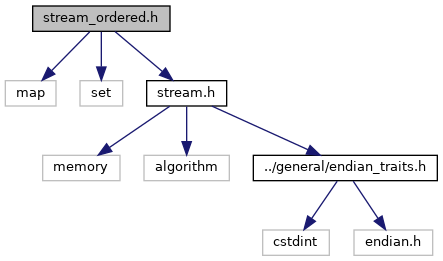 stream_ordered.h
map
set
stream.h
memory
algorithm
../general/endian_traits.h
cstdint
endian.h